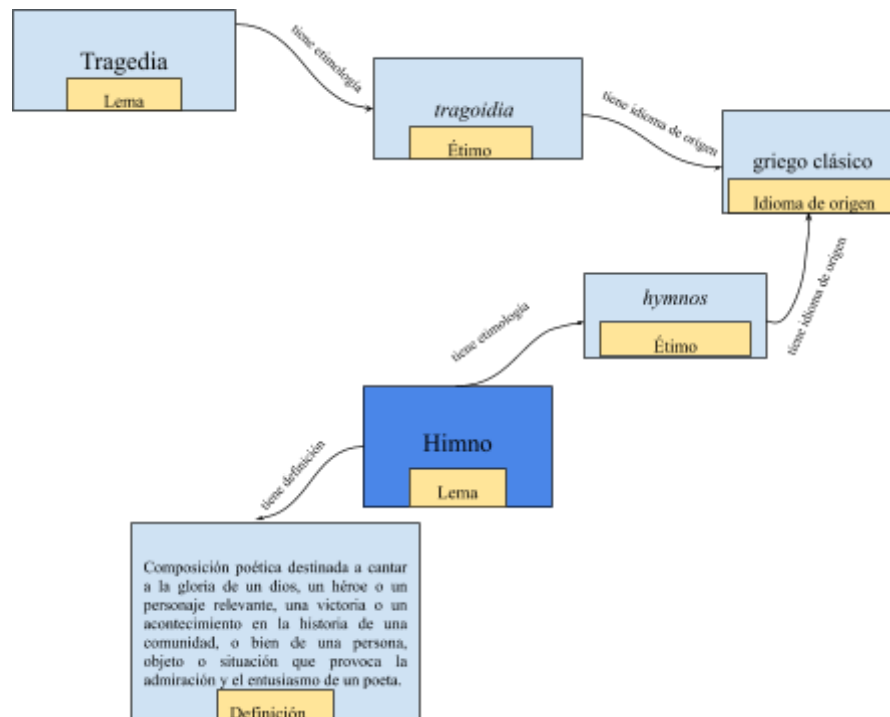 Tragedia
Lema
tiene etimología
tragoidia
Étimo
tiene idioma de origen
griego clásico
Idioma de origen
hymnos
Étimo
tiene idioma de origen
tiene etimología
Himno
Lema
tiene definición
Composición poética destinada a cantar
a la gloria de un dios, un héroe o un
personaje relevante, una victoria o un
acontecimiento en la historia de una
comunidad, o bien de una persona,
objeto o situación que provoca la
admiración y el entusiasmo de un poeta.
Definición